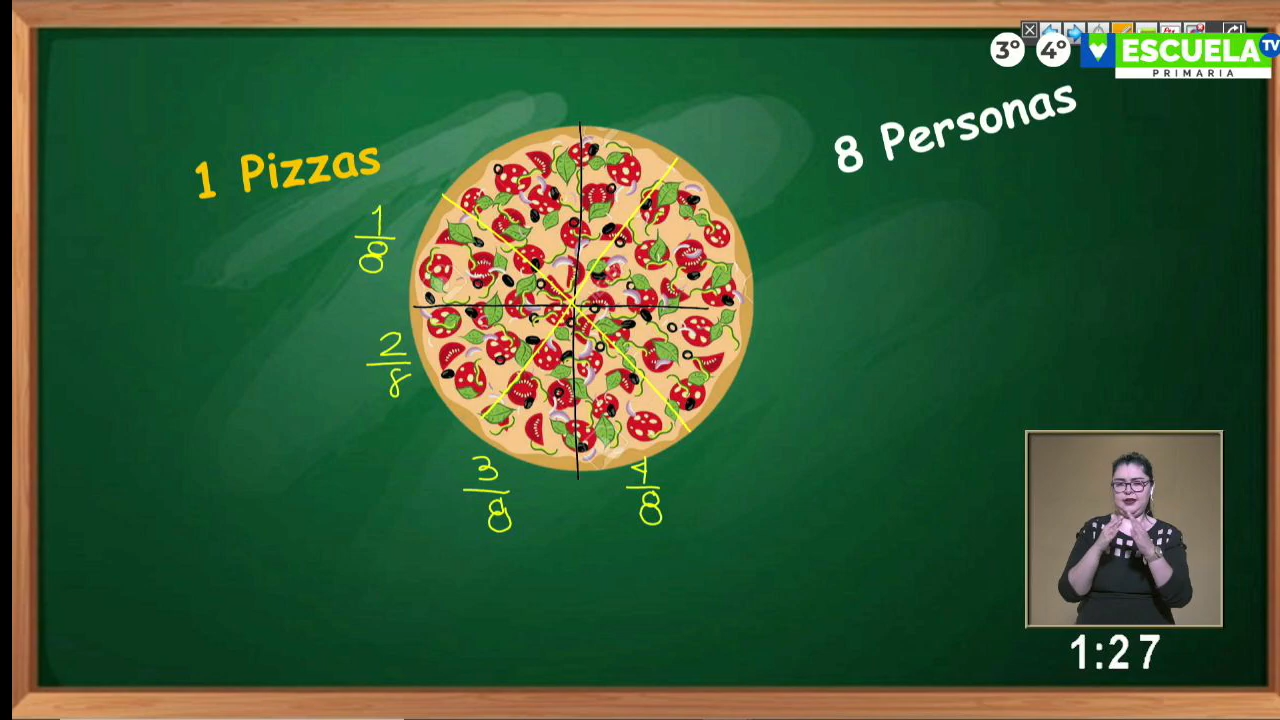 3° 4° ESCUELA TV
PRIMARIA
1 Pizzas
8 Personas
1/8
2/8
3/8
4/8
1:27